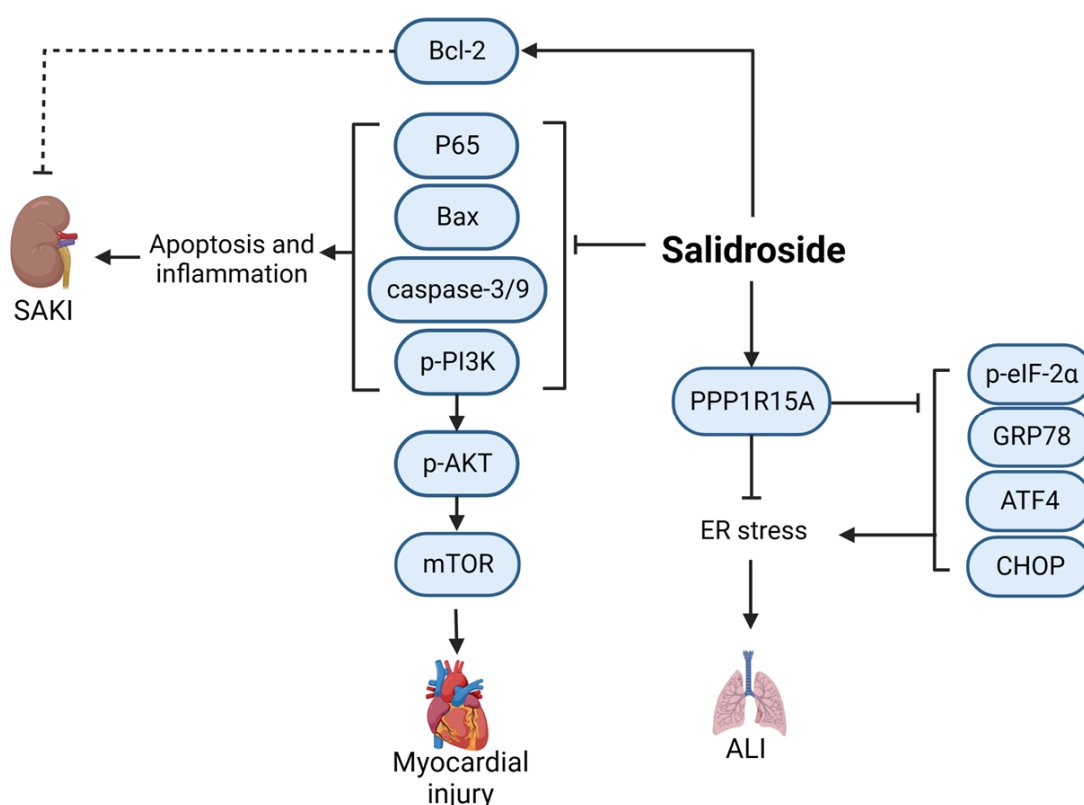 Bcl-2
P65
Bax
caspase-3/9
p-PI3K
p-AKT
mTOR
Myocardial
injury
Apoptosis and
inflammation
SAKI
Salidroside
PPP1R15A
ER stress
ALI
p-eIF-2α
GRP78
ATF4
CHOP